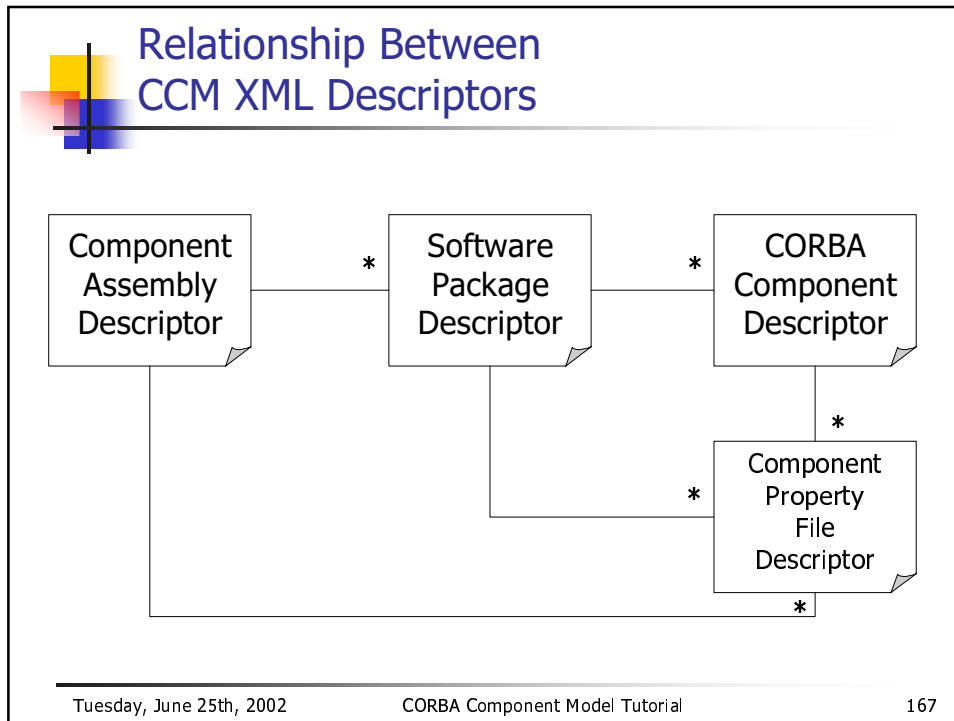 Relationship Between
CCM XML Descriptors
Component
Assembly
Descriptor
*
Software
Package
Descriptor
*
CORBA
Component
Descriptor
*
Component
Property
File
Descriptor
*
*
Tuesday, June 25th, 2002
CORBA Component Model Tutorial
167